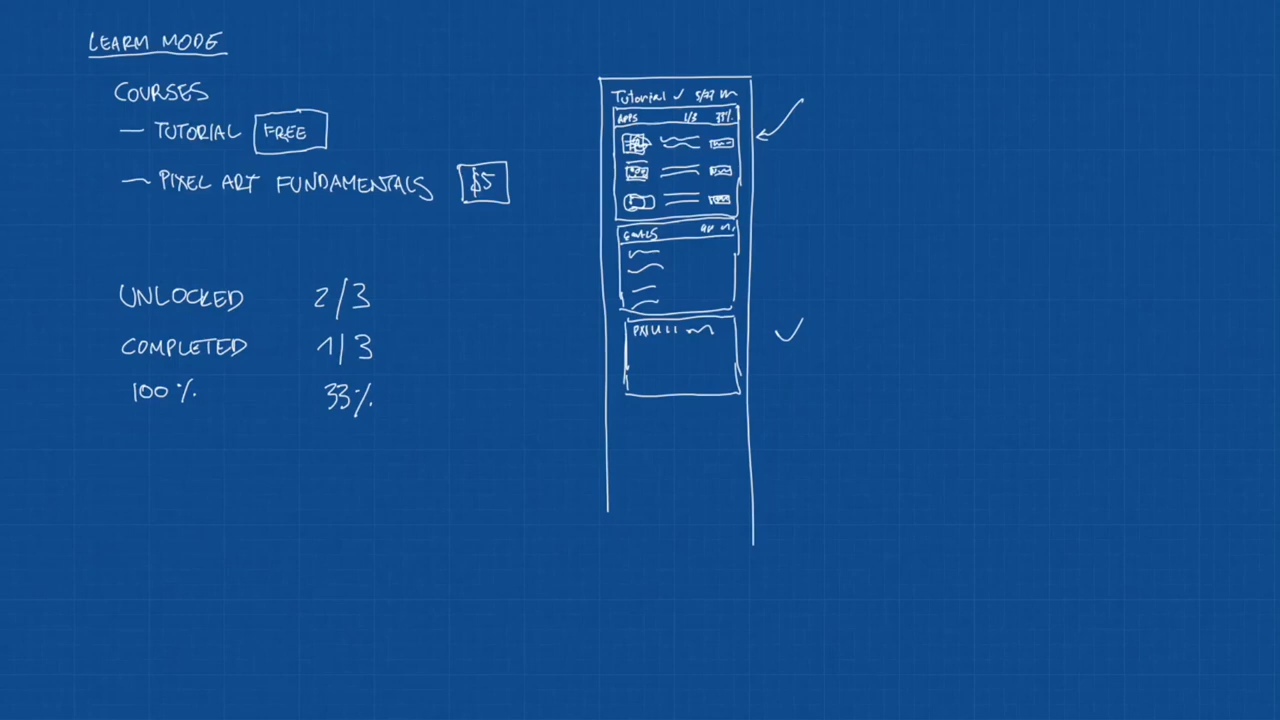 LEARN MODE
COURSES
— TUTORIAL FREE
— PIXEL ART FUNDAMENTALS $5
UNLOCKED 2/3
COMPLETED 1/3
100% 33%
Tutorial ✓
APPS 1/3 33%
GOALS